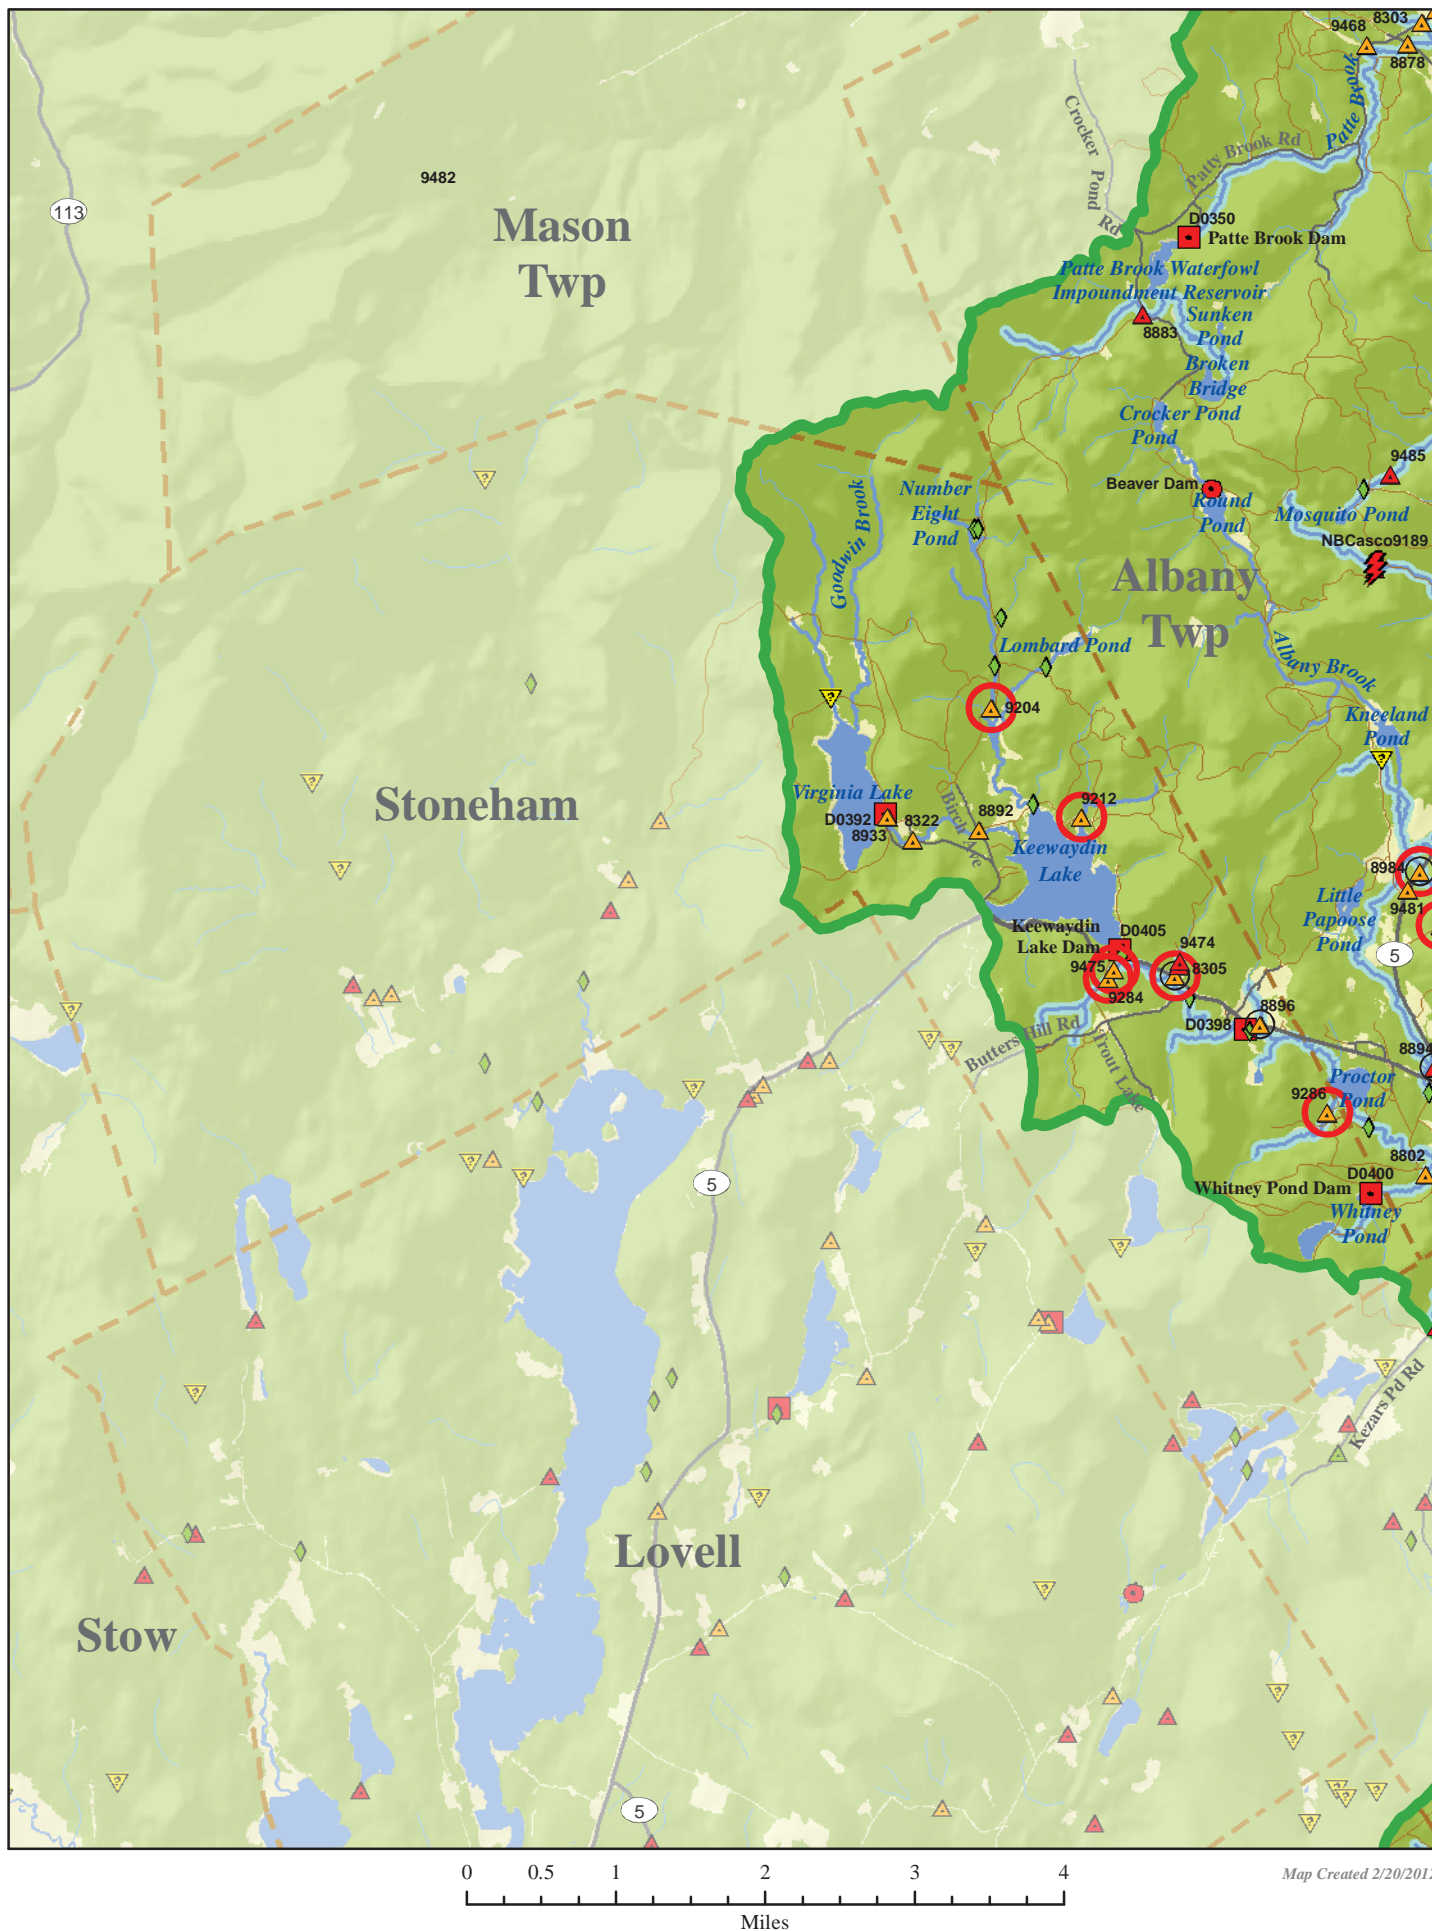 9468
8303
8878
Patte Brook
Crocker Pond Rd
Patty Brook Rd
9482
113
Mason
Twp
D0350
Patte Brook Dam
Patte Brook Waterfowl
Impoundment Reservoir
8883
Sunken
Pond
Broken
Bridge
Pond
Crocker Pond
Goodwin Brook
Number
Eight
Pond
9485
Beaver Dam
Round
Pond
Mosquito Pond
NBCasco9189
Albany
Twp
Lombard Pond
Albany Brook
9204
Kneeland
Pond
Stoneham
Virginia Lake
D0392
8933
8322
Birch Ave
8892
9212
Keewaydin
Lake
8984
9481
Little
Papoose
Pond
5
Keewaydin
Lake Dam
D0405
9474
9475
8305
9284
D0398
8896
Butters Hill Rd
Trout Lake
8894
9286
Proctor
Pond
8802
D0400
Whitney Pond Dam
Whitney
Pond
5
Kezars Pd Rd
Lovell
Stow
5
0 0.5 1 2 3 4
Miles
Map Created 2/20/2012